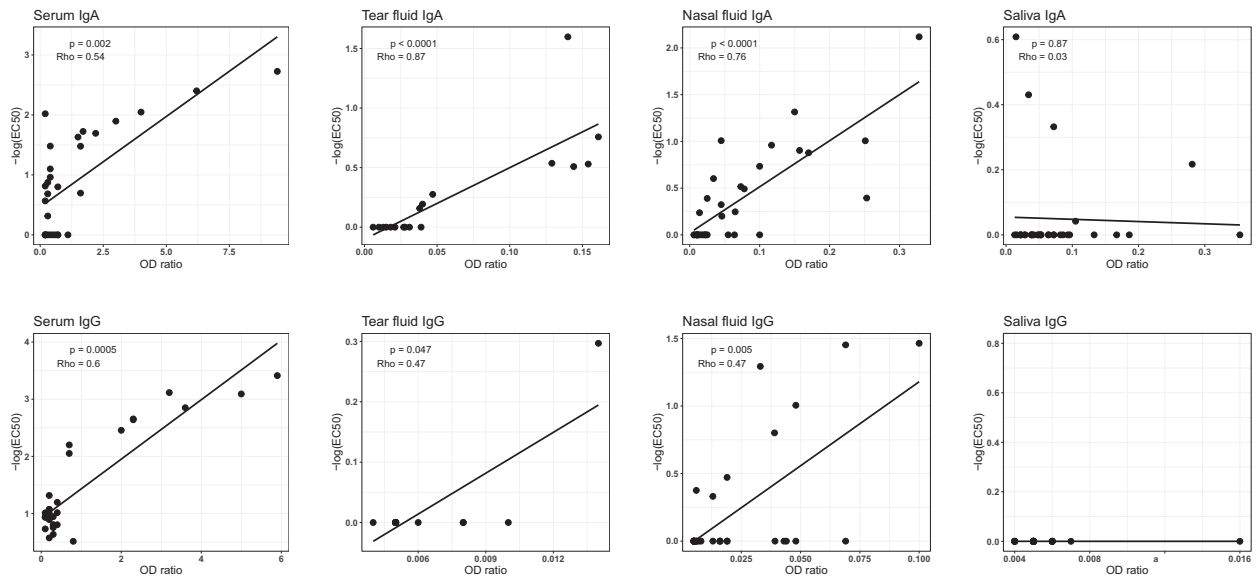 Serum IgA
p = 0.002
Rho = 0.54
3
2
1
0
−log(EC50)
0.0
2.5
5.0
7.5
OD ratio
Tear fluid IgA
p < 0.0001
Rho = 0.87
1.5
1.0
0.5
0.0
−log(EC50)
0.00
0.05
0.10
0.15
OD ratio
Nasal fluid IgA
p < 0.0001
Rho = 0.76
2.0
1.5
1.0
0.5
0.0
−log(EC50)
0.0
0.1
0.2
0.3
OD ratio
Saliva IgA
p = 0.87
Rho = 0.03
0.6
0.4
0.2
0.0
−log(EC50)
0.0
0.1
0.2
0.3
OD ratio
Serum IgG
p = 0.0005
Rho = 0.6
4
3
2
1
−log(EC50)
0
2
4
6
OD ratio
Tear fluid IgG
p = 0.047
Rho = 0.47
0.3
0.2
0.1
0.0
−log(EC50)
0.006
0.009
0.012
OD ratio
Nasal fluid IgG
p = 0.005
Rho = 0.47
1.5
1.0
0.5
0.0
−log(EC50)
0.025
0.050
0.075
0.100
OD ratio
Saliva IgG
0.8
0.6
0.4
0.2
0.0
−log(EC50)
0.004
0.008
a
0.016
OD ratio